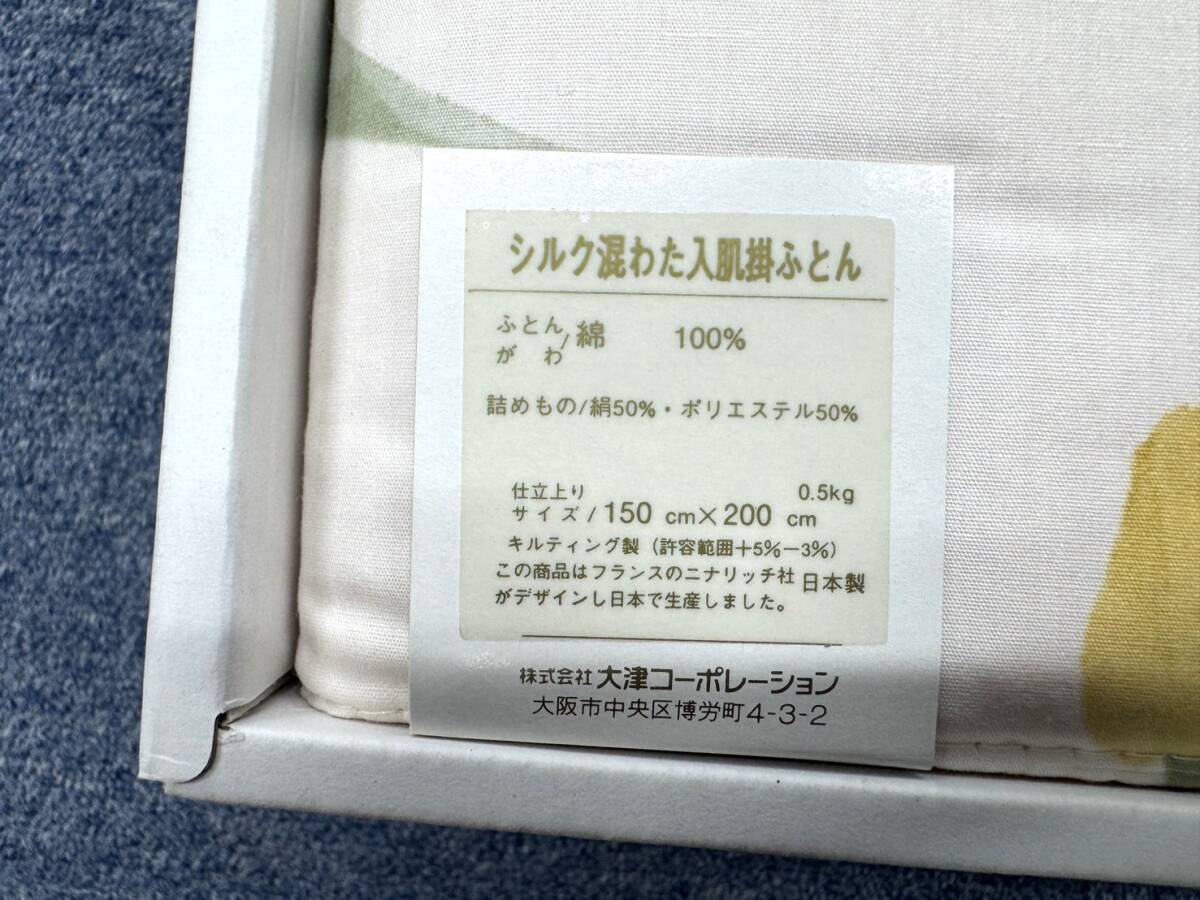 シルク混わた入肌掛ふとん
ふとん
がわ/綿 100%
詰めもの/絹50%・ポリエステル50%
仕立上り 0.5kg
サイズ/150 cm×200 cm
キルティング製(許容範囲+5%−3%)
この商品はフランスのニナリッチ社
がデザインし日本で生産しました。
日本製
株式会社 大津コーポレーション
大阪市中央区博労町4-3-2